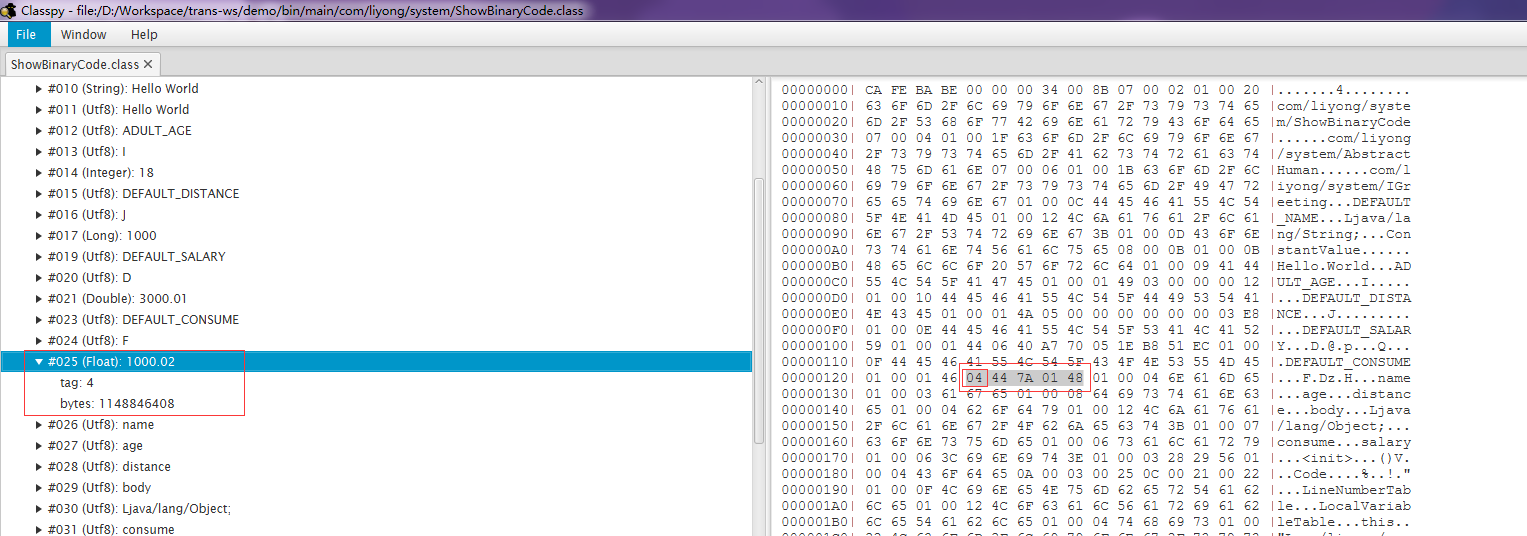 Classpy - file:/D:/Workspace/trans-ws/demo/bin/main/com/liyong/system/ShowBinaryCode.class
File Window Help
ShowBinaryCode.class ✕
#010 (String): Hello World
#011 (Utf8): Hello World
#012 (Utf8): ADULT_AGE
#013 (Utf8): I
#014 (Integer): 18
#015 (Utf8): DEFAULT_DISTANCE
#016 (Utf8): J
#017 (Long): 1000
#019 (Utf8): DEFAULT_SALARY
#020 (Utf8): D
#021 (Double): 3000.01
#023 (Utf8): DEFAULT_CONSUME
#024 (Utf8): F
#025 (Float): 1000.02
tag: 4
bytes: 1148846408
#026 (Utf8): name
#027 (Utf8): age
#028 (Utf8): distance
#029 (Utf8): body
#030 (Utf8): Ljava/lang/Object;
#031 (Utf8): consume
00000000| CA FE BA BE 00 00 00 34 00 8B 07 00 02 01 00 20 |.......4........
00000010| 63 6F 6D 2F 6C 69 79 6F 6E 67 2F 73 79 73 74 65 |com/liyong/syste
00000020| 6D 2F 53 68 6F 77 42 69 6E 61 72 79 43 6F 64 65 |m/ShowBinaryCode
00000030| 07 00 04 01 00 1F 63 6F 6D 2F 6C 69 79 6F 6E 67 |......com/liyong
00000040| 2F 73 79 73 74 65 6D 2F 41 62 73 74 72 61 63 74 |/system/Abstract
00000050| 48 75 6D 61 6E 07 00 06 01 00 1B 63 6F 6D 2F 6C |Human......com/l
00000060| 69 79 6F 6E 67 2F 73 79 73 74 65 6D 2F 49 47 72 |iyong/system/IGr
00000070| 65 65 74 69 6E 67 01 00 0C 44 45 46 41 55 4C 54 |eeting...DEFAULT
00000080| 5F 4E 41 4D 45 01 00 12 4C 6A 61 76 61 2F 6C 61 |_NAME...Ljava/la
00000090| 6E 67 2F 53 74 72 69 6E 67 3B 01 00 0D 43 6F 6E |ng/String;...Con
000000A0| 73 74 61 6E 74 56 61 6C 75 65 08 00 0B 01 00 0B |stantValue......
000000B0| 48 65 6C 6C 6F 20 57 6F 72 6C 64 01 00 09 41 44 |Hello.World...AD
000000C0| 55 4C 54 5F 41 47 45 01 00 01 49 03 00 00 00 12 |ULT_AGE...I.....
000000D0| 01 00 10 44 45 46 41 55 4C 54 5F 44 49 53 54 41 |...DEFAULT_DISTA
000000E0| 4E 43 45 01 00 01 4A 05 00 00 00 00 00 00 03 E8 |NCE...J.........
000000F0| 01 00 0E 44 45 46 41 55 4C 54 5F 53 41 4C 41 52 |...DEFAULT_SALAR
00000100| 59 01 00 01 44 06 40 A7 70 05 1E B8 51 EC 01 00 |Y...D.@.p...Q...
00000110| 0F 44 45 46 41 55 4C 54 5F 43 4F 4E 53 55 4D 45 |.DEFAULT_CONSUME
00000120| 01 00 01 46 04 44 7A 01 48 01 00 04 6E 61 6D 65 |...F.Dz.H...name
00000130| 01 00 03 61 67 65 01 00 08 64 69 73 74 61 6E 63 |...age...distanc
00000140| 65 01 00 04 62 6F 64 79 01 00 12 4C 6A 61 76 61 |e...body...Ljava
00000150| 2F 6C 61 6E 67 2F 4F 62 6A 65 63 74 3B 01 00 07 |/lang/Object;...
00000160| 63 6F 6E 73 75 6D 65 01 00 06 73 61 6C 61 72 79 |consume...salary
00000170| 01 00 06 3C 69 6E 69 74 3E 01 00 03 28 29 56 01 |...<init>...()V.
00000180| 00 04 43 6F 64 65 0A 00 03 00 25 0C 00 21 00 22 |..Code....%..!."
00000190| 01 00 0F 4C 69 6E 65 4E 75 6D 62 65 72 54 61 62 |...LineNumberTab
000001A0| 6C 65 01 00 12 4C 6F 63 61 6C 56 61 72 69 61 62 |le...LocalVariab
000001B0| 6C 65 54 61 62 6C 65 01 00 04 74 68 69 73 01 00 |leTable...this..